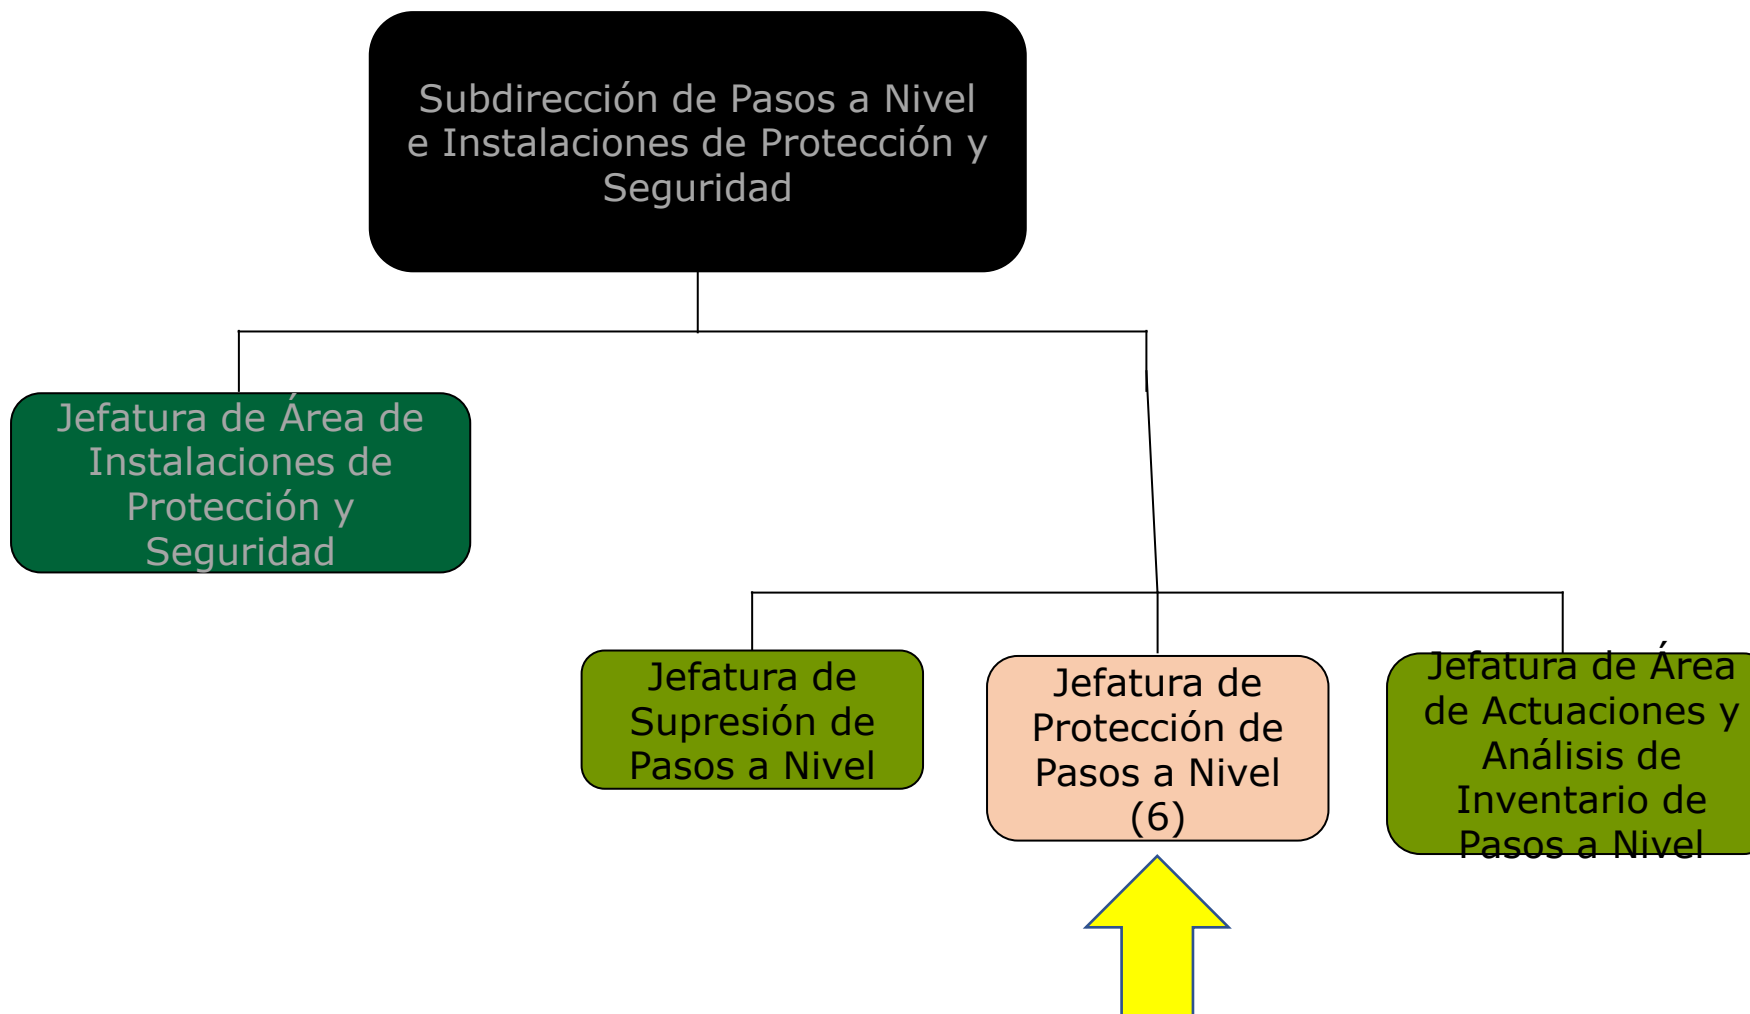 Subdirección de Pasos a Nivel
e Instalaciones de Protección y
Seguridad
Jefatura de Área de
Instalaciones de
Protección y
Seguridad
Jefatura de
Supresión de
Pasos a Nivel
Jefatura de
Protección de
Pasos a Nivel
(6)
Jefatura de Área
de Actuaciones y
Análisis de
Inventario de
Pasos a Nivel